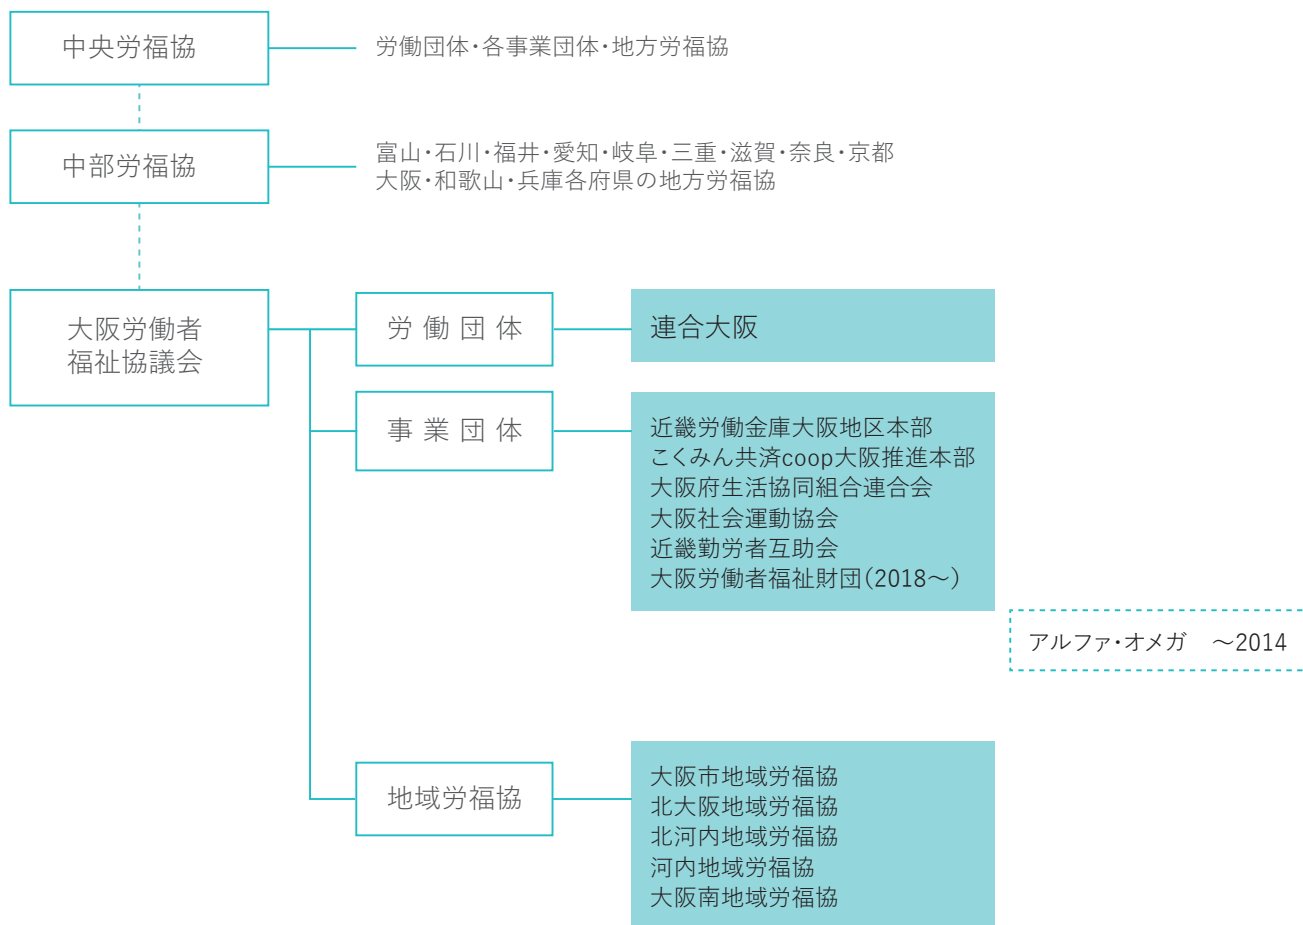 中央労福協
労働団体・各事業団体・地方労福協
中部労福協
富山・石川・福井・愛知・岐阜・三重・滋賀・奈良・京都
大阪・和歌山・兵庫各府県の地方労福協
大阪労働者
福祉協議会
労働団体
連合大阪
事業団体
近畿労働金庫大阪地区本部
こくみん共済coop大阪推進本部
大阪府生活協同組合連合会
大阪社会運動協会
近畿勤労者互助会
大阪労働者福祉財団(2018〜)
アルファ・オメガ　〜2014
地域労福協
大阪市地域労福協
北大阪地域労福協
北河内地域労福協
河内地域労福協
大阪南地域労福協